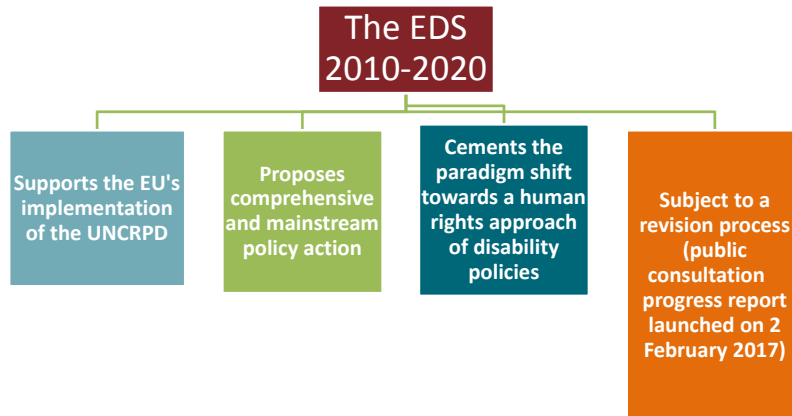 The EDS
2010-2020
Supports the EU's
implementation
of the UNCRPD
Proposes
comprehensive
and mainstream
policy action
Cements the
paradigm shift
towards a human
rights approach
of disability
policies
Subject to a
revision process
(public
consultation
progress report
launched on 2
February 2017)